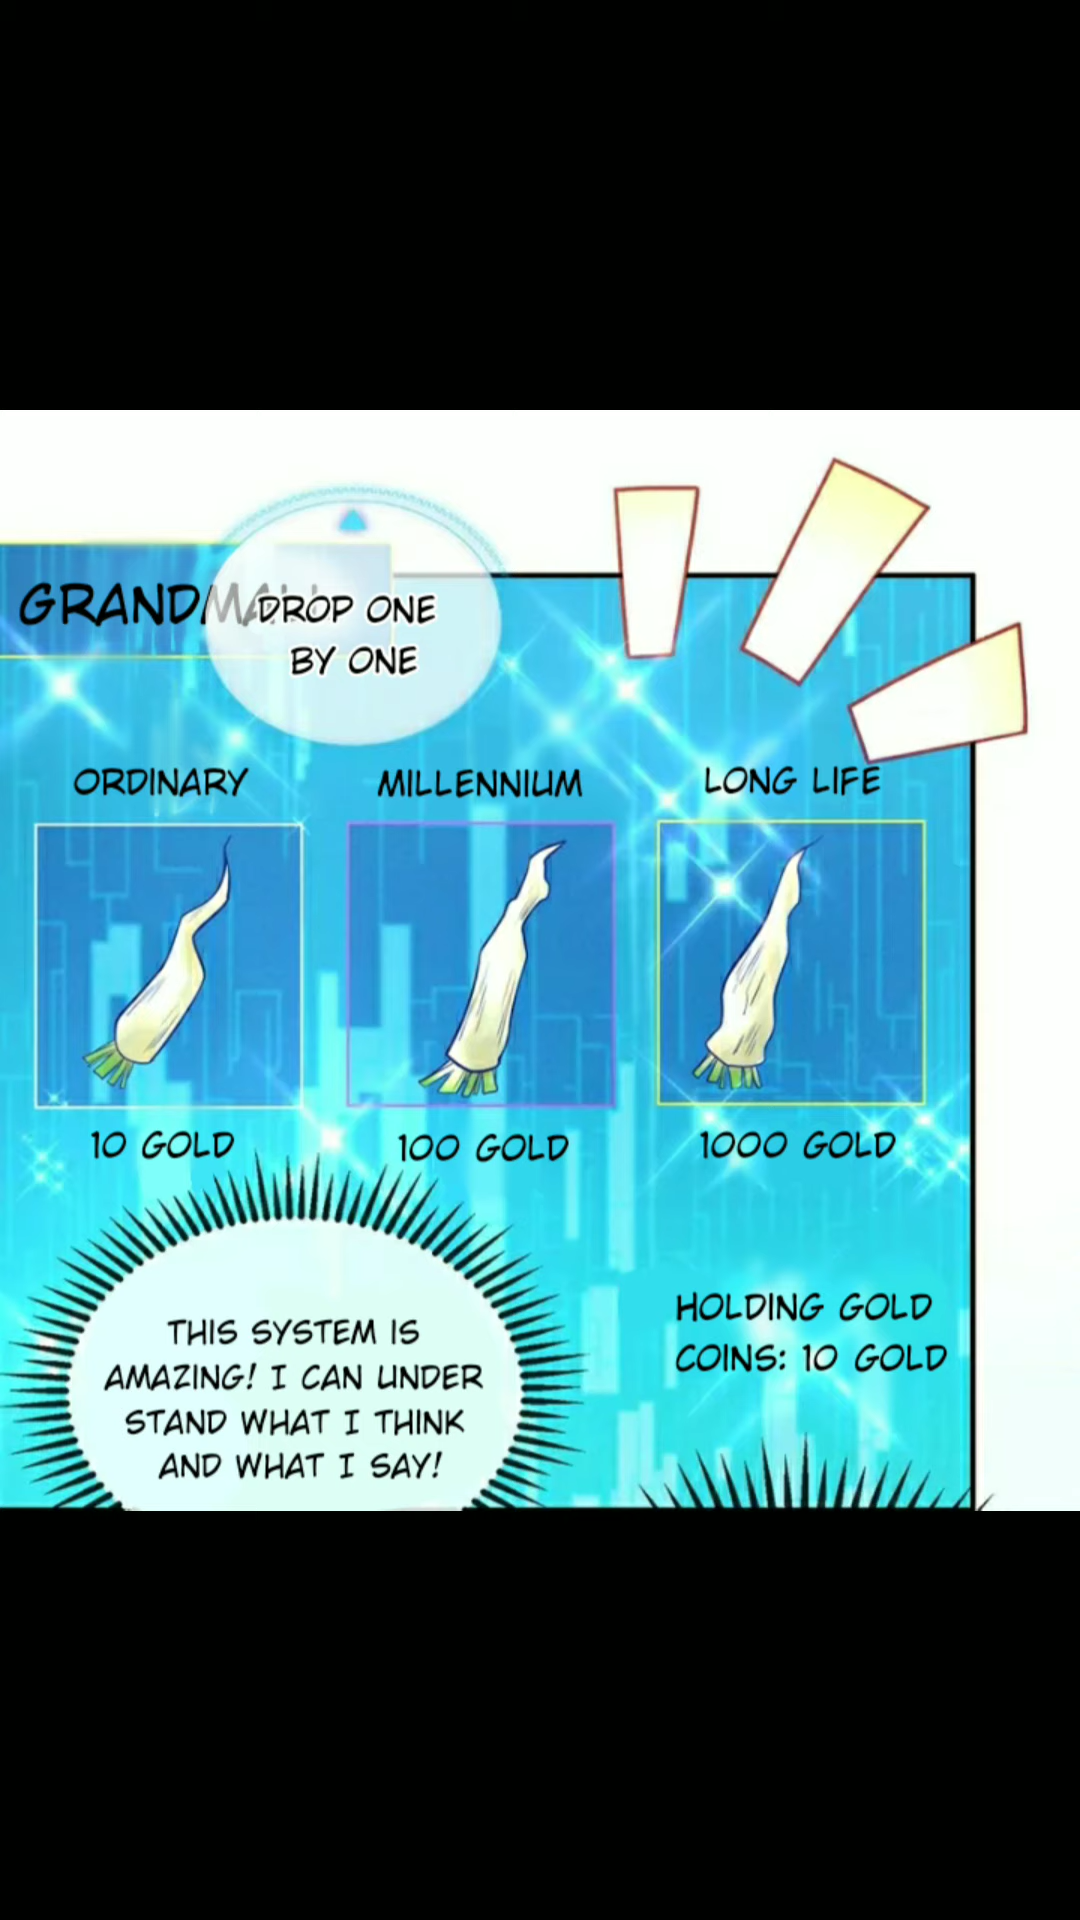 GRAND
DROP ONE
BY ONE
ORDINARY
MILLENNIUM
LONG LIFE
10 GOLD
100 GOLD
1000 GOLD
HOLDING GOLD
COINS: 10 GOLD
THIS SYSTEM IS
AMAZING! I CAN UNDER
STAND WHAT I THINK
AND WHAT I SAY!